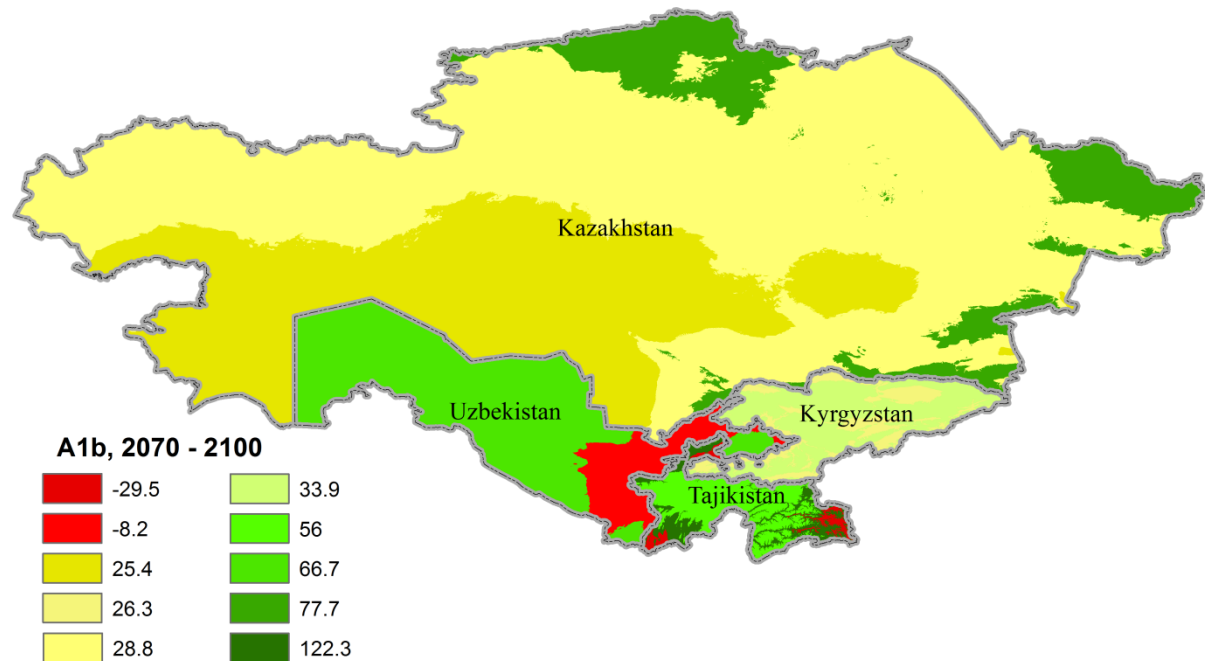 Kazakhstan
Uzbekistan
Kyrgyzstan
Tajikistan
A1b, 2070 - 2100
-29.5
33.9
-8.2
56
25.4
66.7
26.3
77.7
28.8
122.3